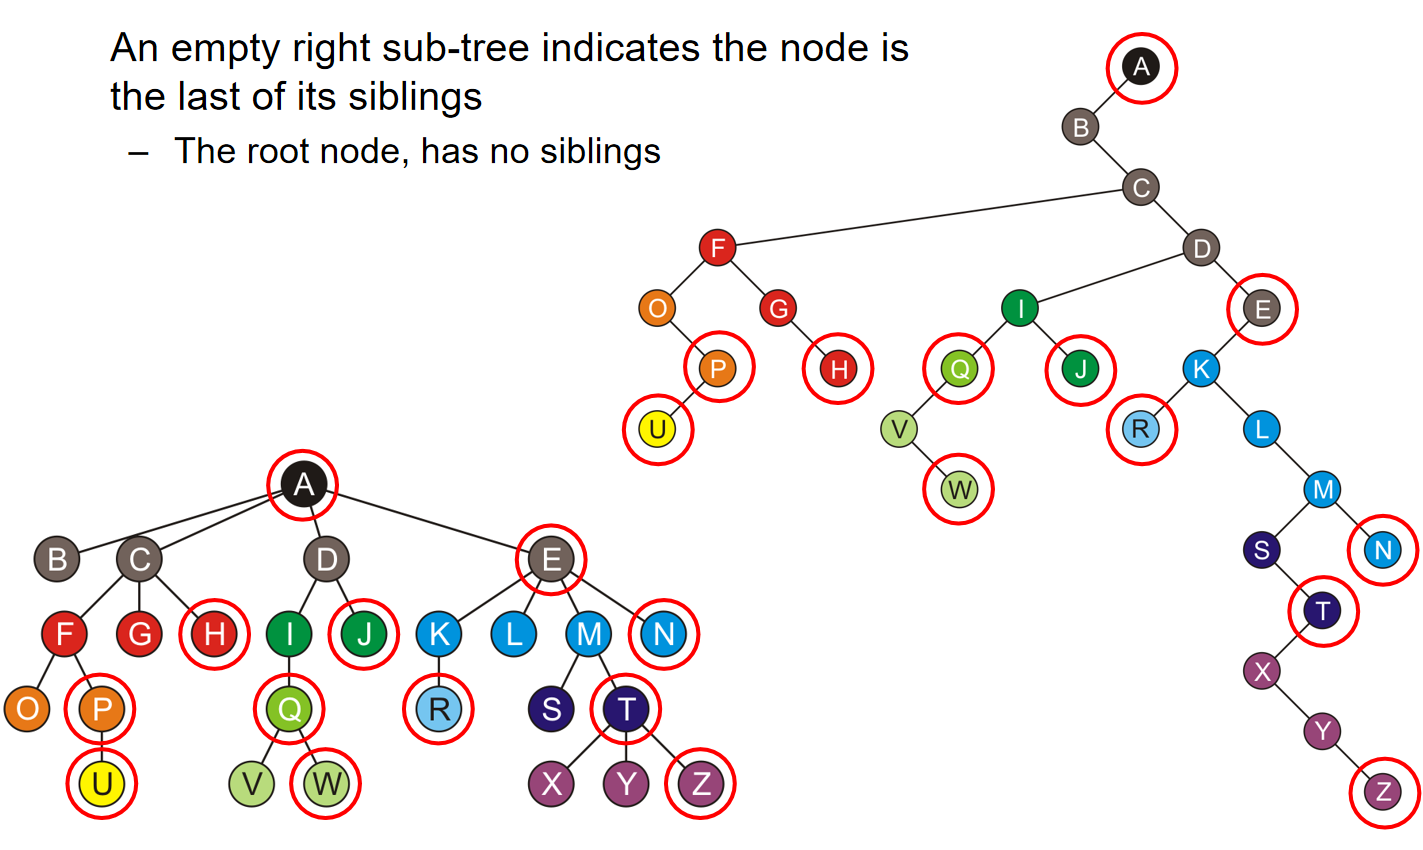 An empty right sub-tree indicates the node is
the last of its siblings
– The root node, has no siblings
A
B
C
F D
O G I E
P H Q J K
U V R L
W M
S N
T
X
Y
Z
A
B C D E
F G H I J K L M N
O P Q R S T
U V W X Y Z